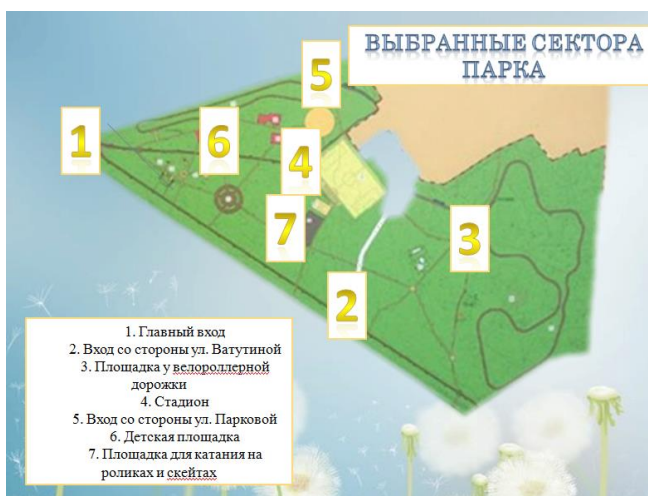 ВЫБРАННЫЕ СЕКТОРА
ПАРКА
5
1
6
4
7
3
2
1. Главный вход
2. Вход со стороны ул. Ватутиной
3. Площадка у велороллерной
дорожки
4. Стадион
5. Вход со стороны ул. Парковой
6. Детская площадка
7. Площадка для катания на
роликах и скейтах